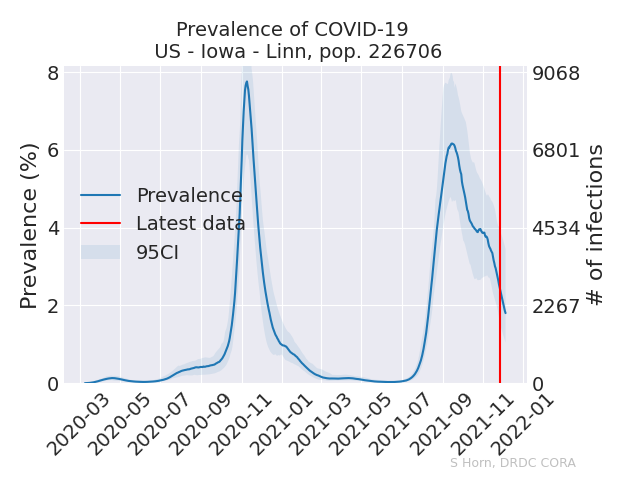 Prevalence of COVID-19
US - Iowa - Linn, pop. 226706
Prevalence (%)
8
6
4
2
0
9068
6801
4534
2267
0
# of infections
Prevalence
Latest data
95CI
2020-03
2020-05
2020-07
2020-09
2020-11
2021-01
2021-03
2021-05
2021-07
2021-09
2021-11
2022-01
S Horn, DRDC CORA